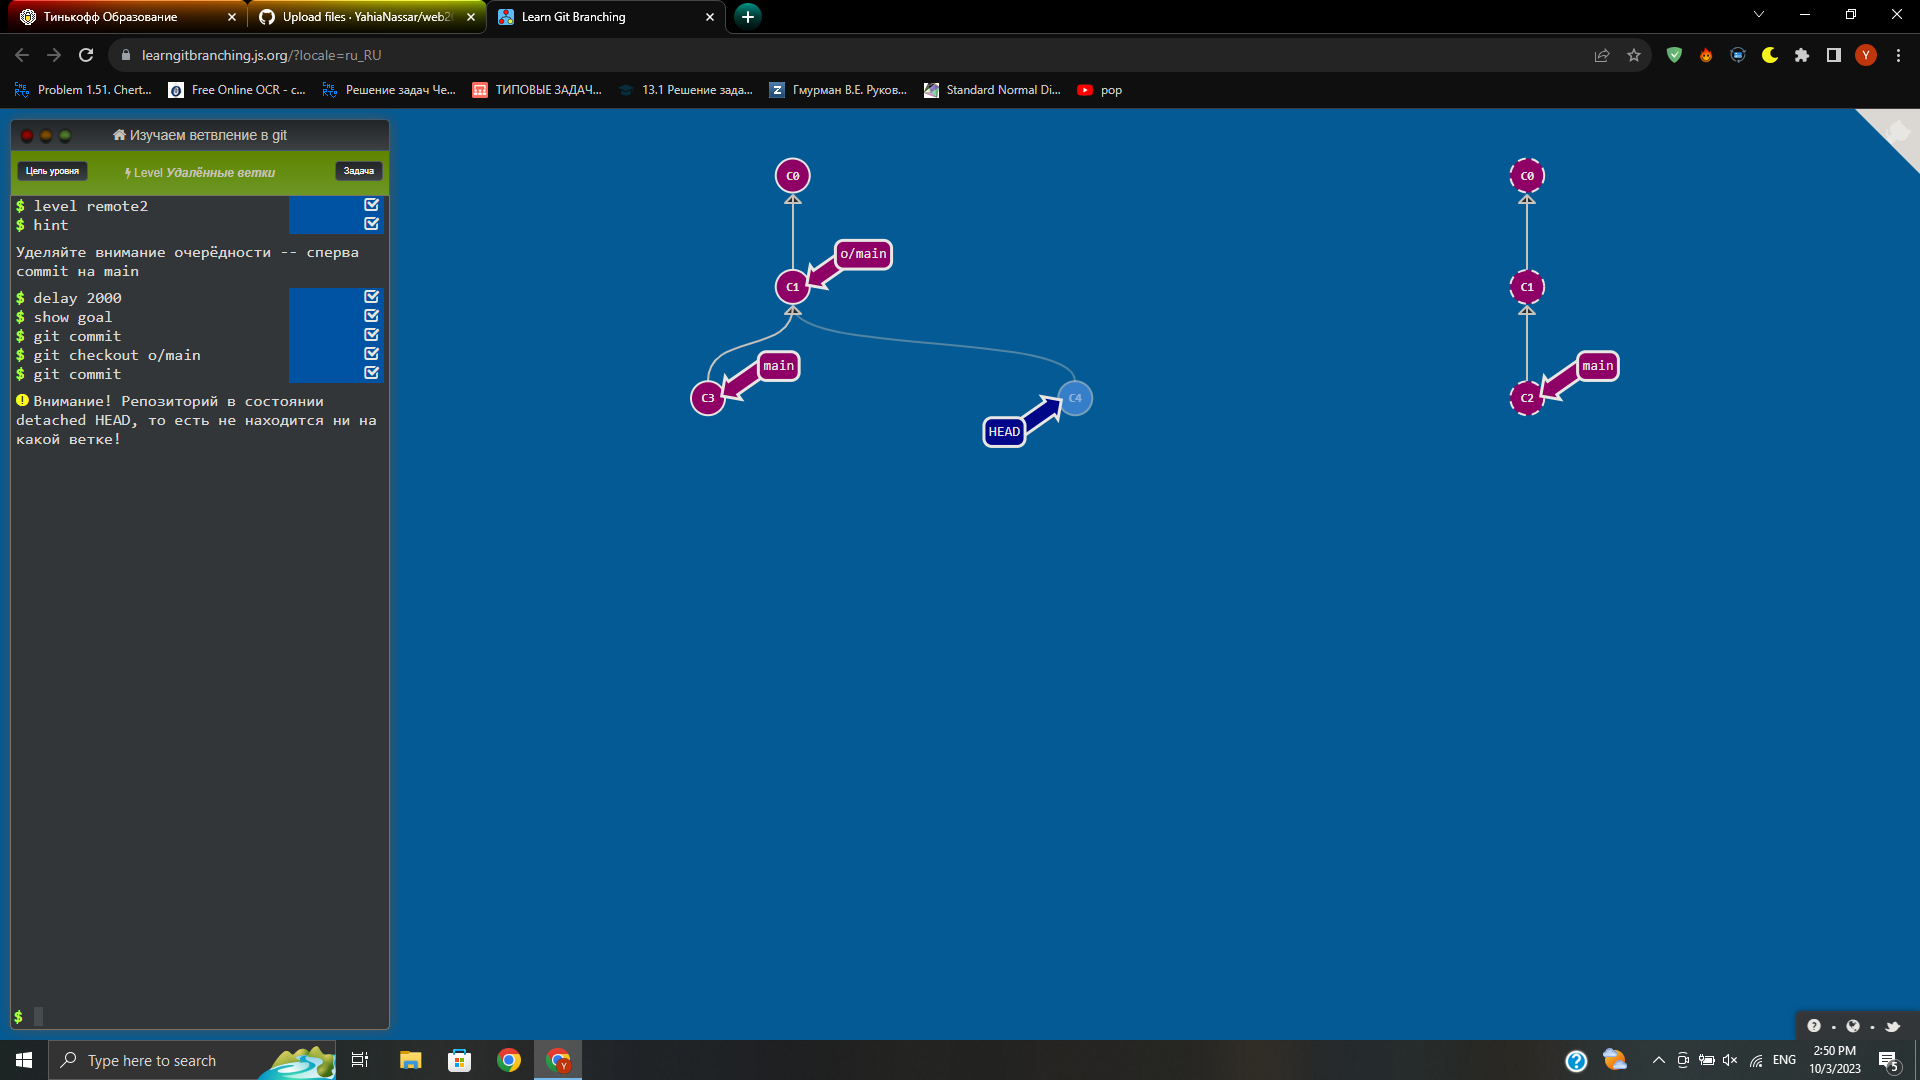 Тинькофф Образование
Upload files · YahiaNassar/web2
Learn Git Branching
learngitbranching.js.org/?locale=ru_RU
Y
Problem 1.51. Chert...
Free Online OCR - c...
Решение задач Че...
ТИПОВЫЕ ЗАДАЧ...
13.1 Решение зада...
Гмурман В.Е. Руков...
Standard Normal Di...
pop
Изучаем ветвление в git
Цель уровня
Level Удалённые ветки
Задача
$ level remote2
$ hint
Уделяйте внимание очерёдности -- сперва
commit на main
$ delay 2000
$ show goal
$ git commit
$ git checkout o/main
$ git commit
Внимание! Репозиторий в состоянии
detached HEAD, то есть не находится ни на
какой ветке!
$
C0
o/main
C1
main
C3
C4
HEAD
C0
C1
main
C2
Type here to search
ENG
2:50 PM
10/3/2023
5